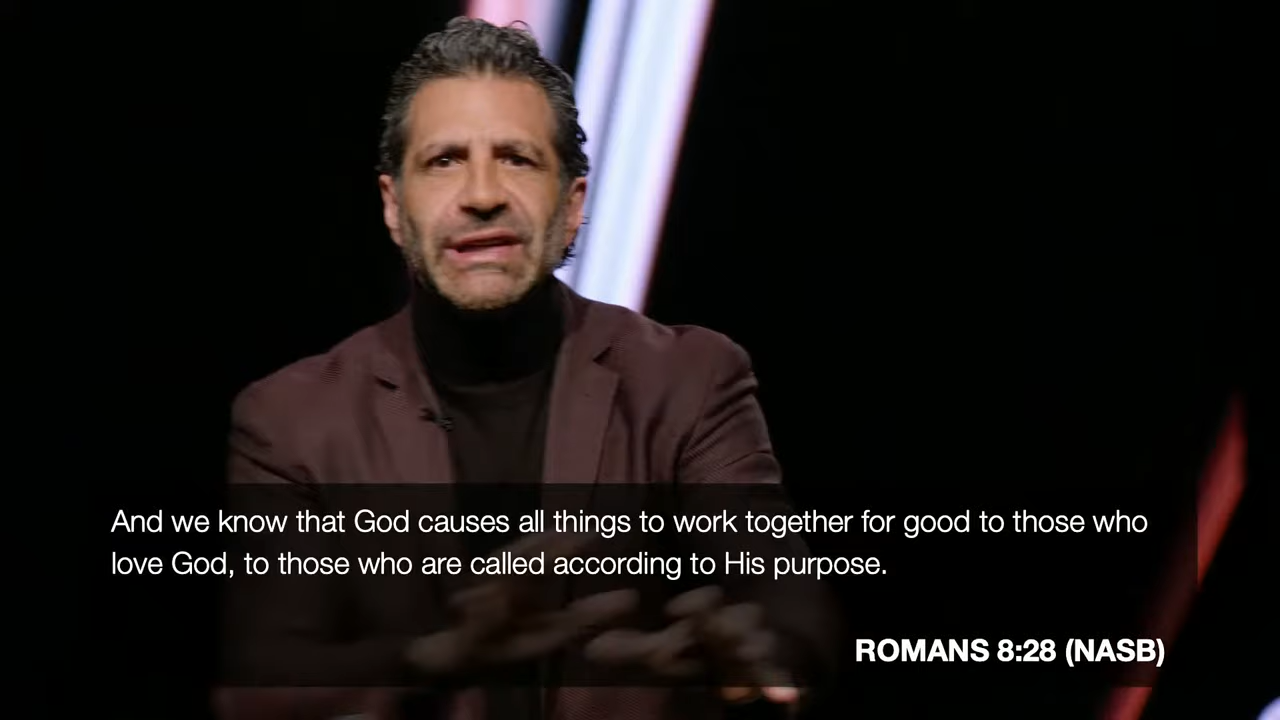 And we know that God causes all things to work together for good to those who
love God, to those who are called according to His purpose.
ROMANS 8:28 (NASB)